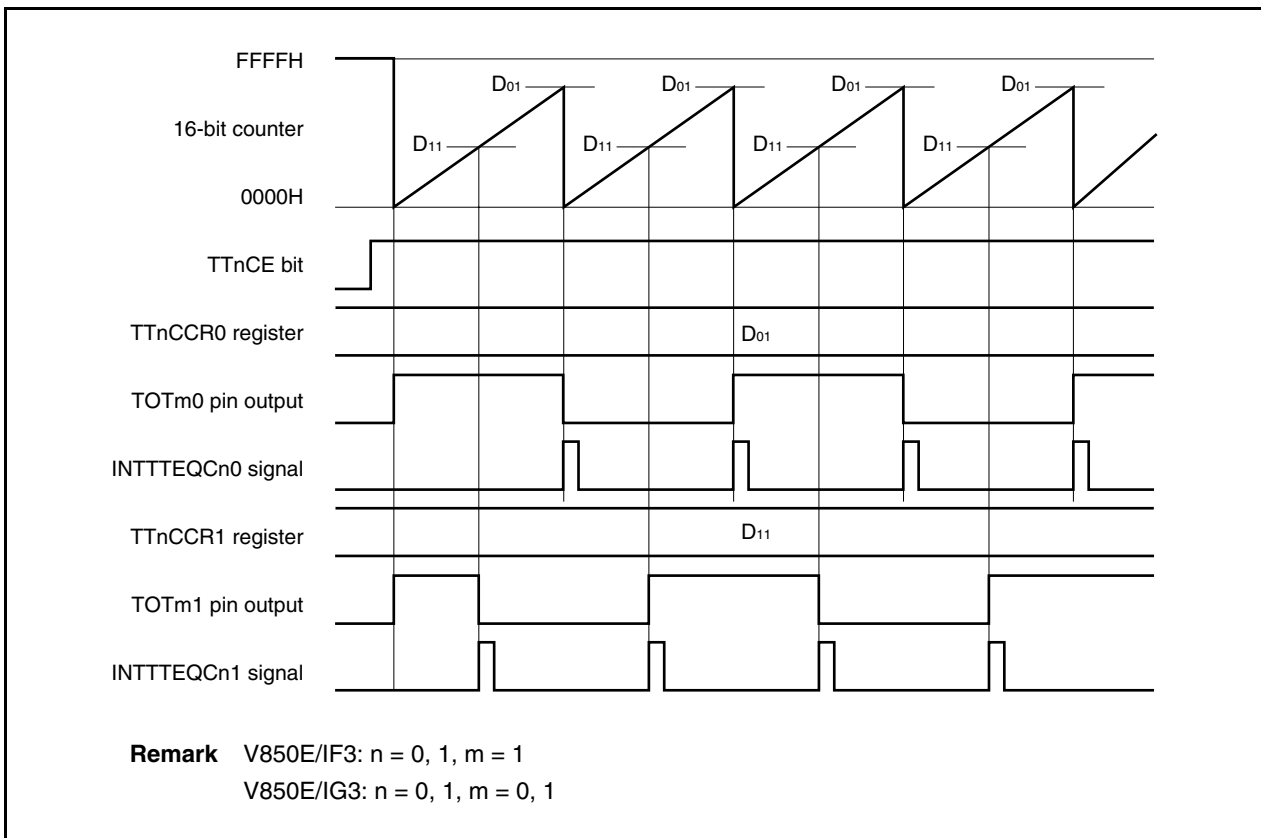 FFFFH
D01 D01 D01 D01
16-bit counter
D11 D11 D11 D11
0000H
TTnCE bit
TTnCCR0 register
D01
TOTm0 pin output
INTTTEQCn0 signal
TTnCCR1 register
D11
TOTm1 pin output
INTTTEQCn1 signal
Remark V850E/IF3: n = 0, 1, m = 1
V850E/IG3: n = 0, 1, m = 0, 1